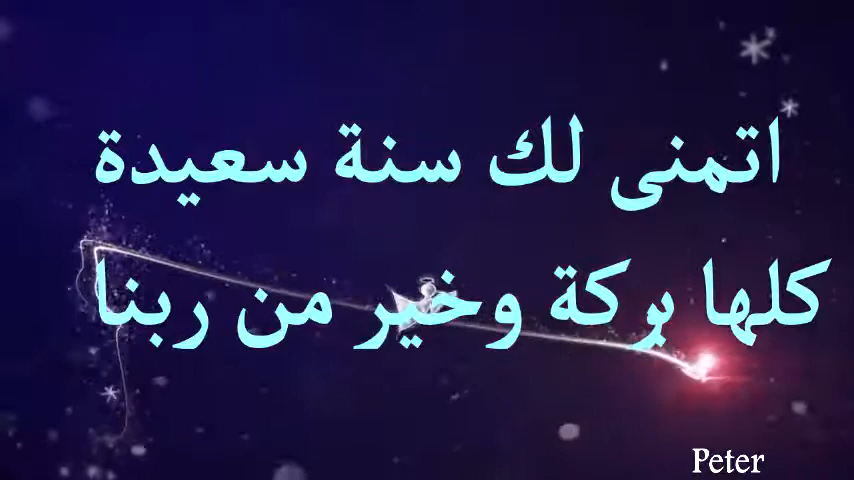 اتمنى لك سنة سعيدة
كلها بركة وخير من ربنا
Peter